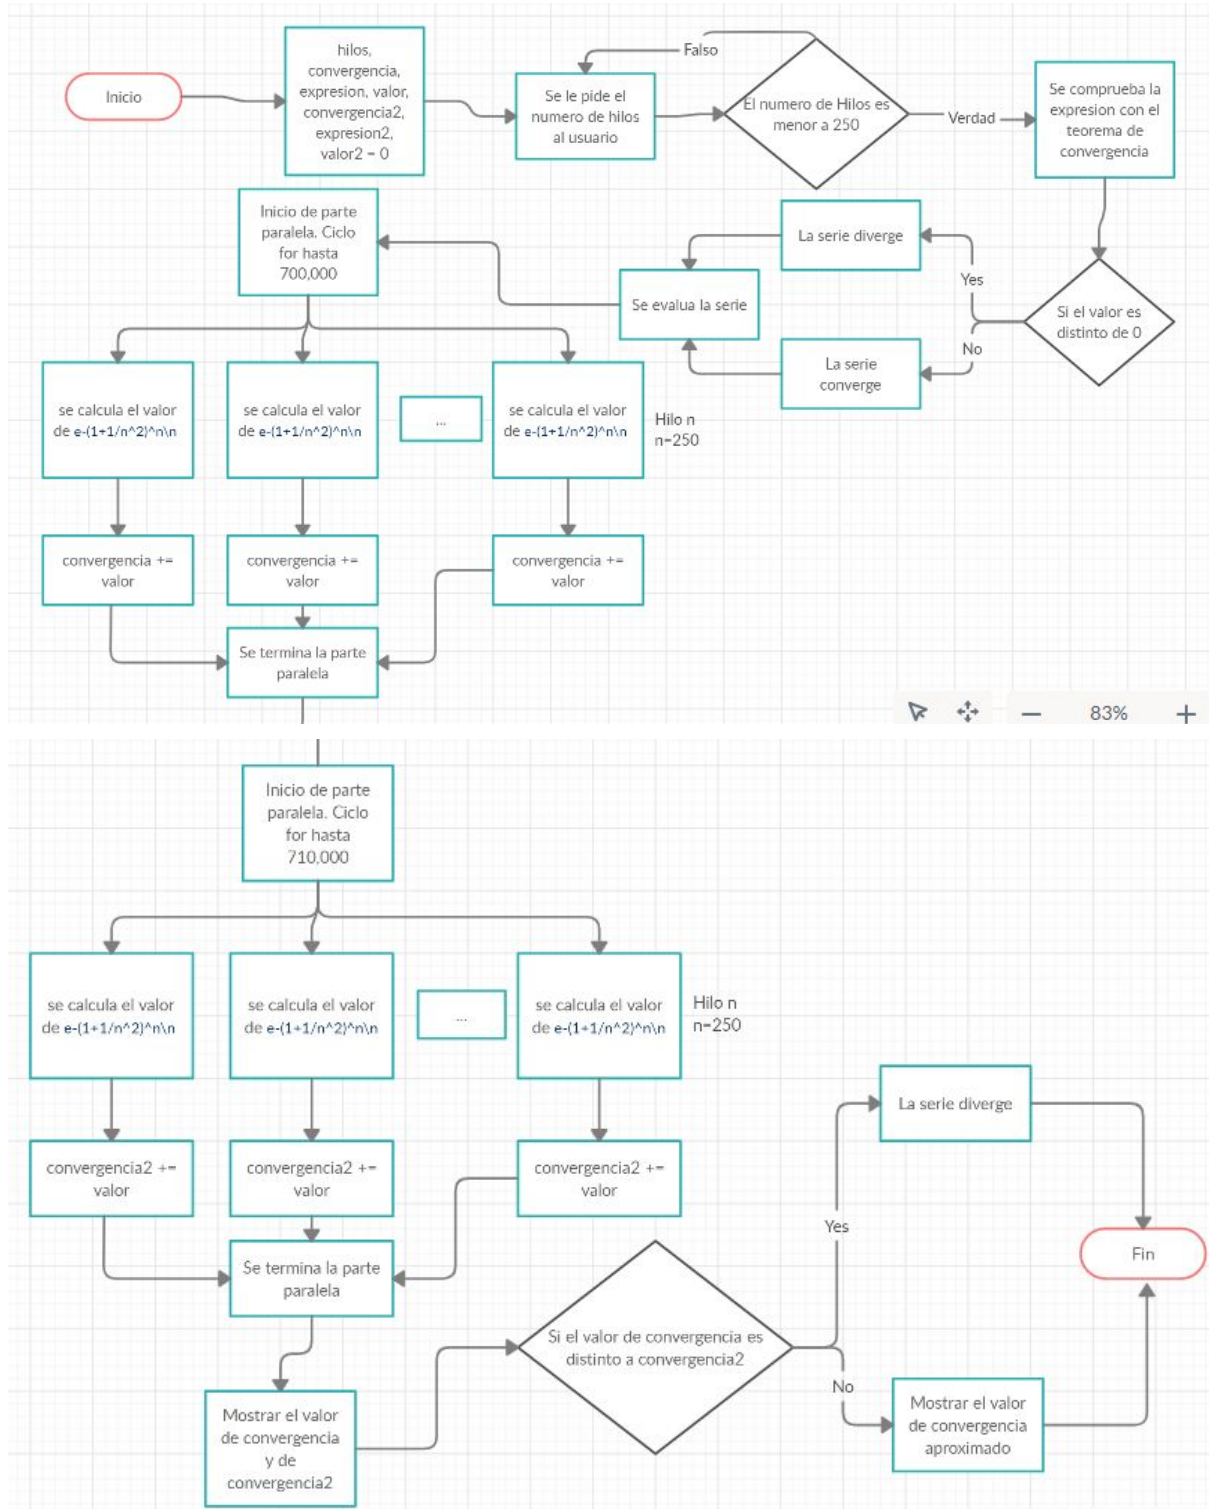 Inicio
hilos,
convergencia,
expresion, valor,
convergencia2,
expresion2,
valor2 = 0
Se le pide el
numero de hilos
al usuario
Falso
El numero de Hilos es
menor a 250
Verdad
Se comprueba la
expresion con el
teorema de
convergencia
Si el valor es
distinto de 0
Yes
No
La serie diverge
La serie
converge
Se evalua la serie
Inicio de parte
paralela. Ciclo
for hasta
700,000
se calcula el valor
de e-(1+1/n^2)^n\n
se calcula el valor
de e-(1+1/n^2)^n\n
...
se calcula el valor
de e-(1+1/n^2)^n\n
Hilo n
n=250
convergencia +=
valor
convergencia +=
valor
convergencia +=
valor
Se termina la parte
paralela
83%
Inicio de parte
paralela. Ciclo
for hasta
710,000
se calcula el valor
de e-(1+1/n^2)^n\n
se calcula el valor
de e-(1+1/n^2)^n\n
...
se calcula el valor
de e-(1+1/n^2)^n\n
Hilo n
n=250
convergencia2 +=
valor
convergencia2 +=
valor
convergencia2 +=
valor
Se termina la parte
paralela
Mostrar el valor
de convergencia
y de
convergencia2
Si el valor de convergencia es
distinto a convergencia2
Yes
No
La serie diverge
Mostrar el valor
de convergencia
aproximado
Fin